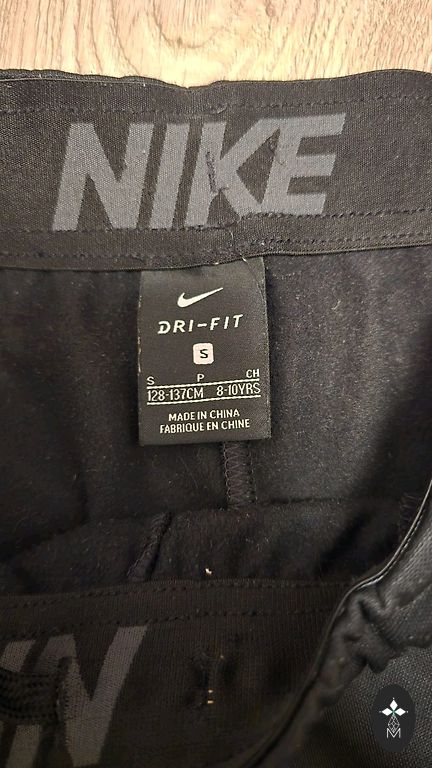 NIKE
DRI-FIT
S
S P CH
128-137CM 8-10YRS
MADE IN CHINA
FABRIQUE EN CHINE
M